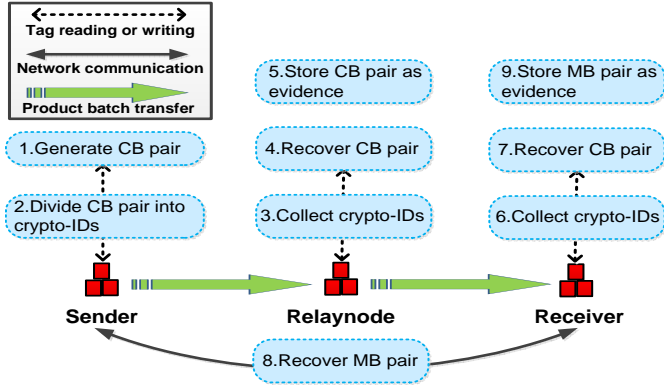 Tag reading or writing
Network communication
Product batch transfer
5.Store CB pair as
evidence
9.Store MB pair as
evidence
1.Generate CB pair
4.Recover CB pair
7.Recover CB pair
2.Divide CB pair into
crypto-IDs
3.Collect crypto-IDs
6.Collect crypto-IDs
Sender
Relaynode
Receiver
8.Recover MB pair